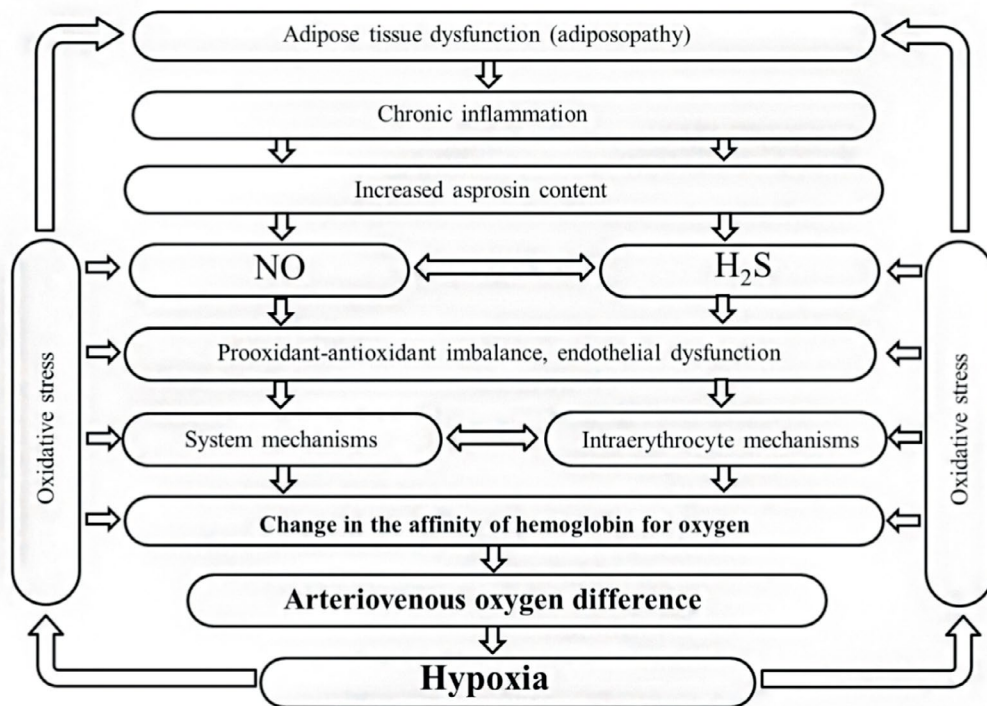 Adipose tissue dysfunction (adiposopathy)
Chronic inflammation
Increased asprosin content
NO
H₂S
Prooxidant-antioxidant imbalance, endothelial dysfunction
System mechanisms
Intraerythrocyte mechanisms
Change in the affinity of hemoglobin for oxygen
Arteriovenous oxygen difference
Hypoxia
Oxidative stress
Oxidative stress